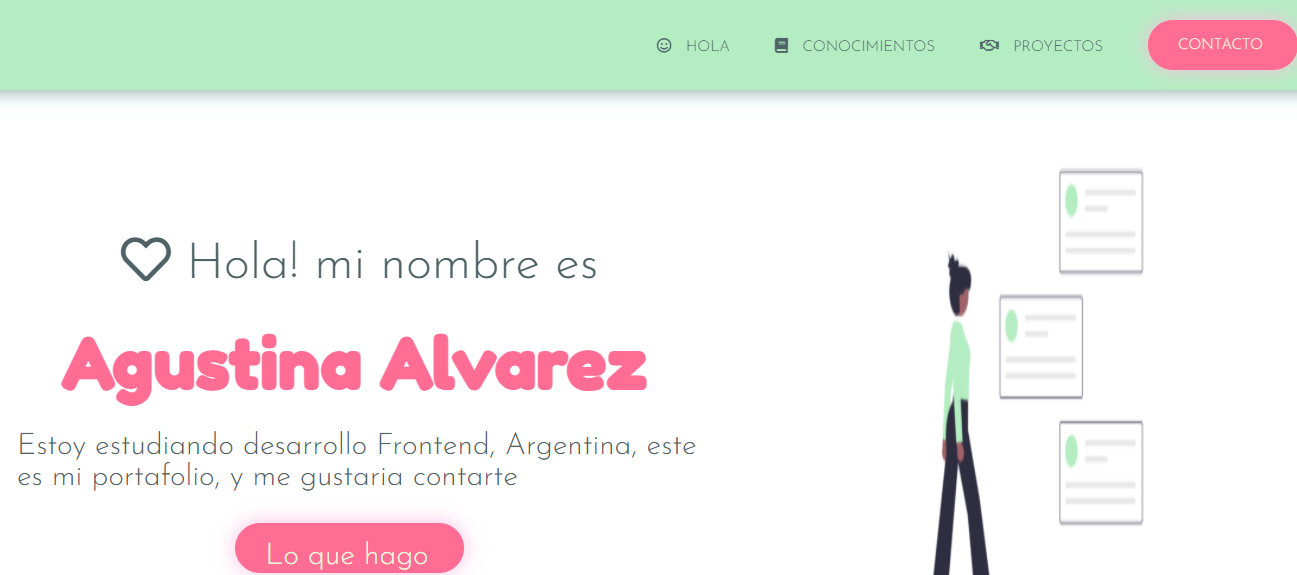 HOLA CONOCIMIENTOS PROYECTOS CONTACTO
Hola! mi nombre es
Agustina Alvarez
Estoy estudiando desarrollo Frontend, Argentina, este
es mi portafolio, y me gustaria contarte
Lo que hago